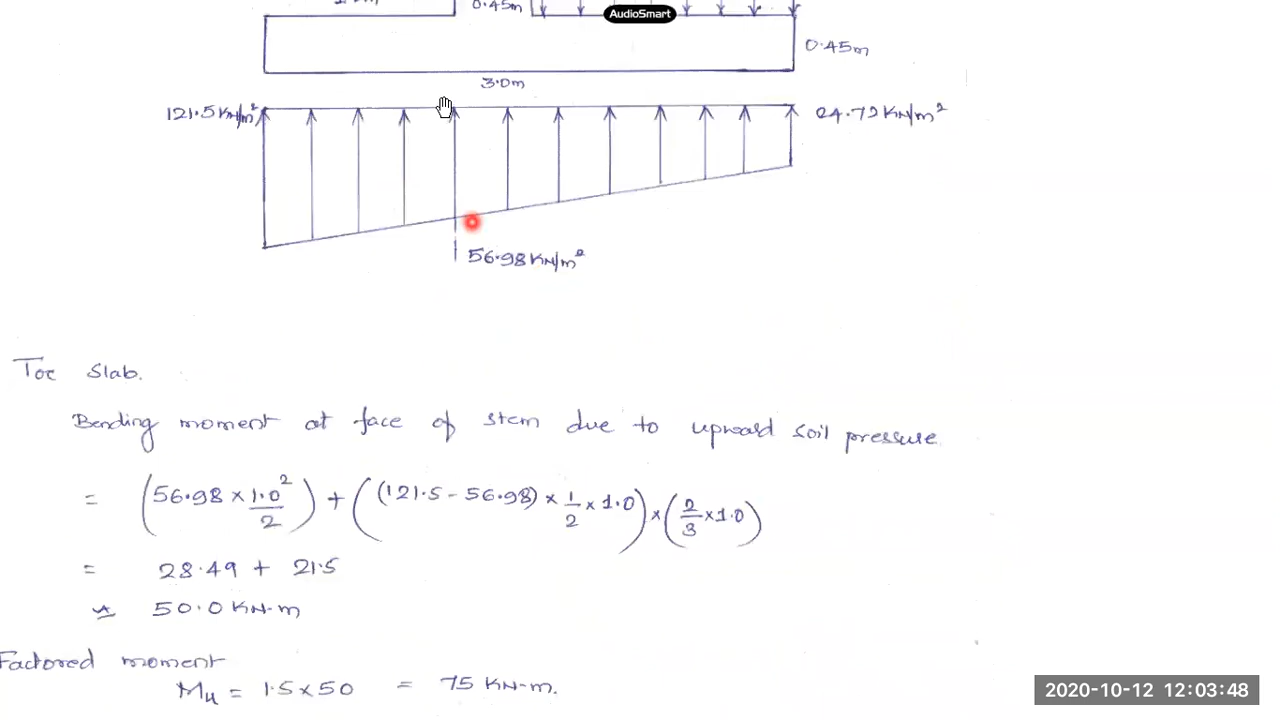 0.45m
AudioSmart
0.45m
3.0m
121.5 KN/m²
24.72 KN/m²
56.98 KN/m²
Toe Slab.
Bending moment at face of stem due to upward soil pressure
= (56.98 × 1.0²/2) + ((121.5 - 56.98) × 1/2 × 1.0) × (2/3 × 1.0)
= 28.49 + 21.5
≃ 50.0 KN-m
Factored moment
Mu = 1.5 × 50 = 75 KN-m.
2020-10-12 12:03:48